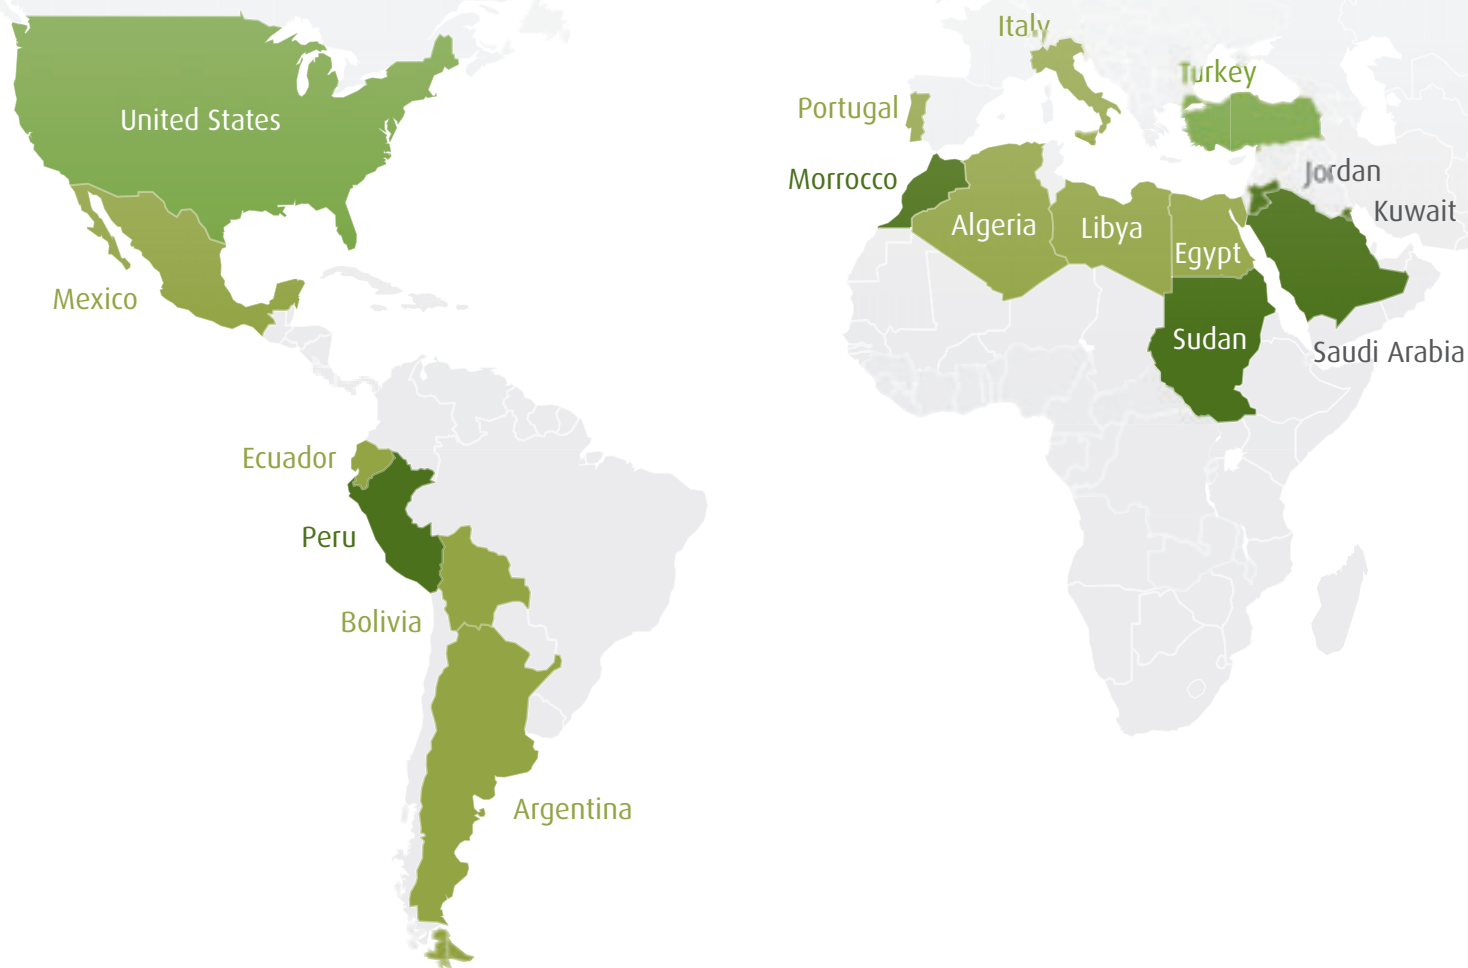 Italy
Turkey
United States
Portugal
Jordan
Morrocco
Kuwait
Algeria
Libya
Egypt
Mexico
Sudan
Saudi Arabia
Ecuador
Peru
Bolivia
Argentina